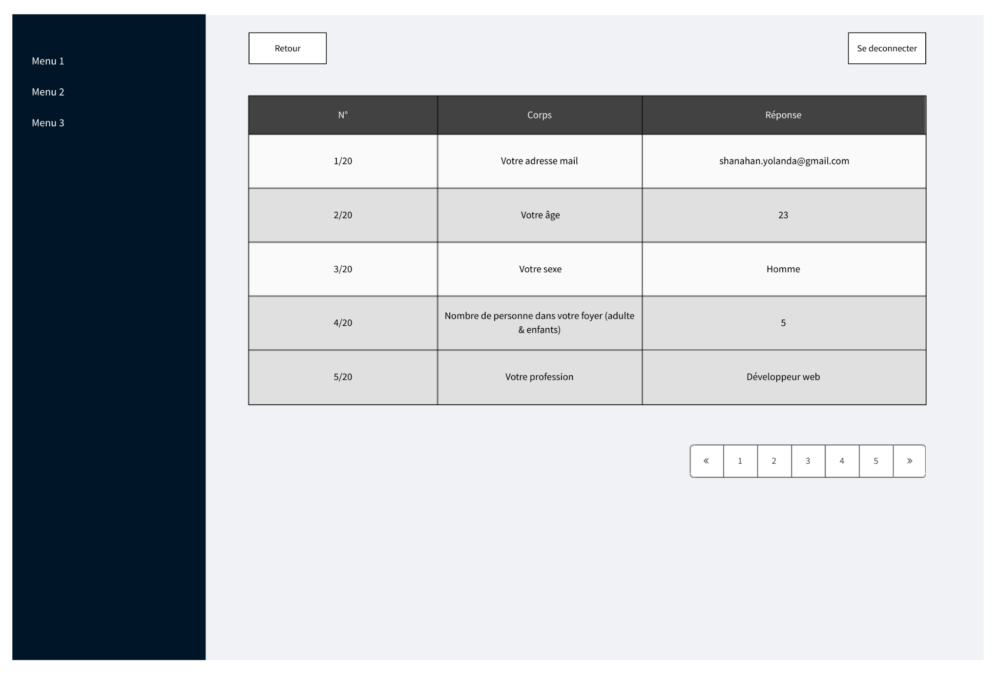 Menu 1
Menu 2
Menu 3
Retour
Se deconnecter
N° Corps Réponse
1/20 Votre adresse mail shanahan.yolanda@gmail.com
2/20 Votre âge 23
3/20 Votre sexe Homme
4/20 Nombre de personne dans votre foyer (adulte
& enfants) 5
5/20 Votre profession Développeur web
« 1 2 3 4 5 »